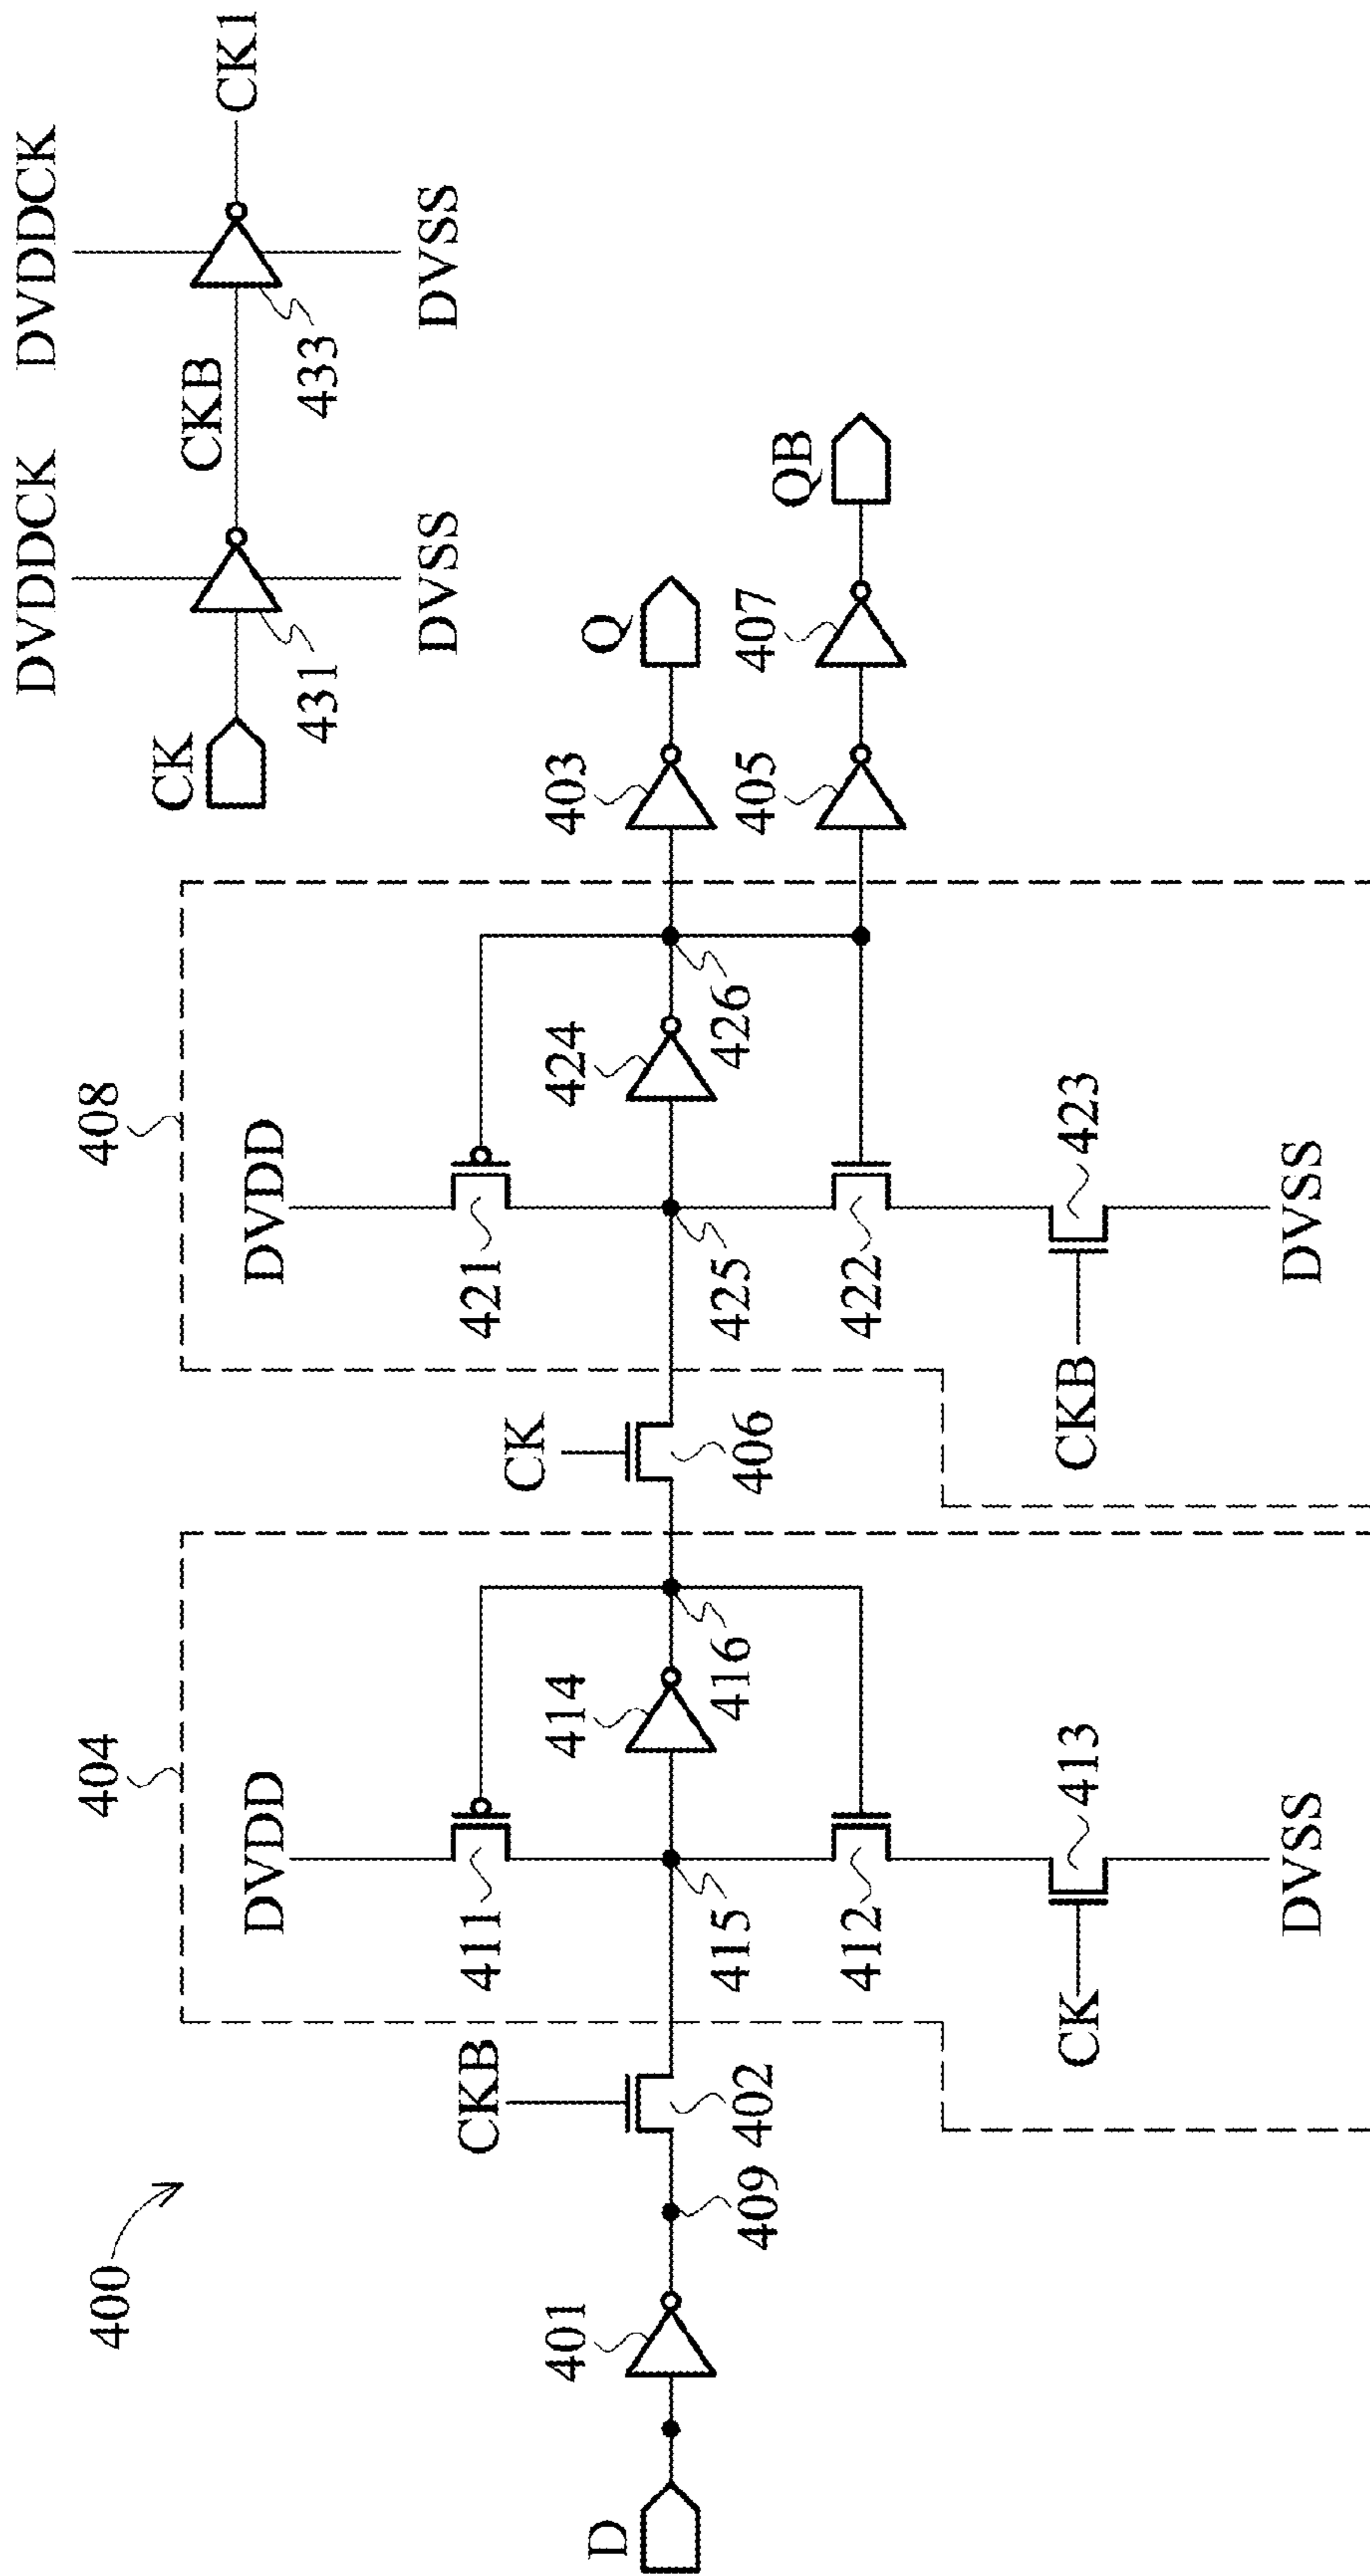 400
DVDDCK
DVDDCK
CK
CKB
CK1
431
433
DVSS
DVSS
404
408
DVDD
DVDD
CKB
411
414
CK
421
424
D
401
409
402
415
416
406
425
426
403
Q
412
422
405
407
QB
CK
413
CKB
423
DVSS
DVSS